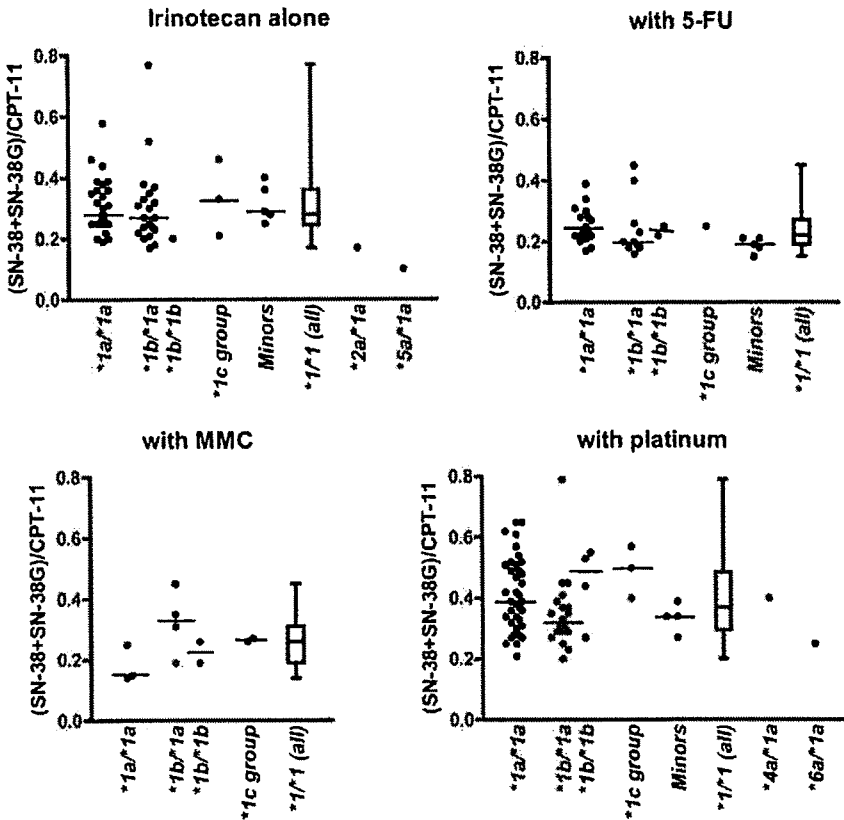 Irinotecan alone
(SN-38+SN-38G)/CPT-11
0.8
0.6
0.4
0.2
0.0
*1a/*1a
*1b/*1a
*1b/*1b
*1c group
Minors
*1/*1 (all)
*2a/*1a
*5a/*1a
with 5-FU
0.8
0.6
0.4
0.2
0.0
*1a/*1a
*1b/*1a
*1b/*1b
*1c group
Minors
*1/*1 (all)
with MMC
(SN-38+SN-38G)/CPT-11
0.8
0.6
0.4
0.2
0.0
*1a/*1a
*1b/*1a
*1b/*1b
*1c group
*1/*1 (all)
with platinum
(SN-38+SN-38G)/CPT-11
0.8
0.6
0.4
0.2
0.0
*1a/*1a
*1b/*1a
*1b/*1b
*1c group
Minors
*1/*1 (all)
*4a/*1a
*6a/*1a